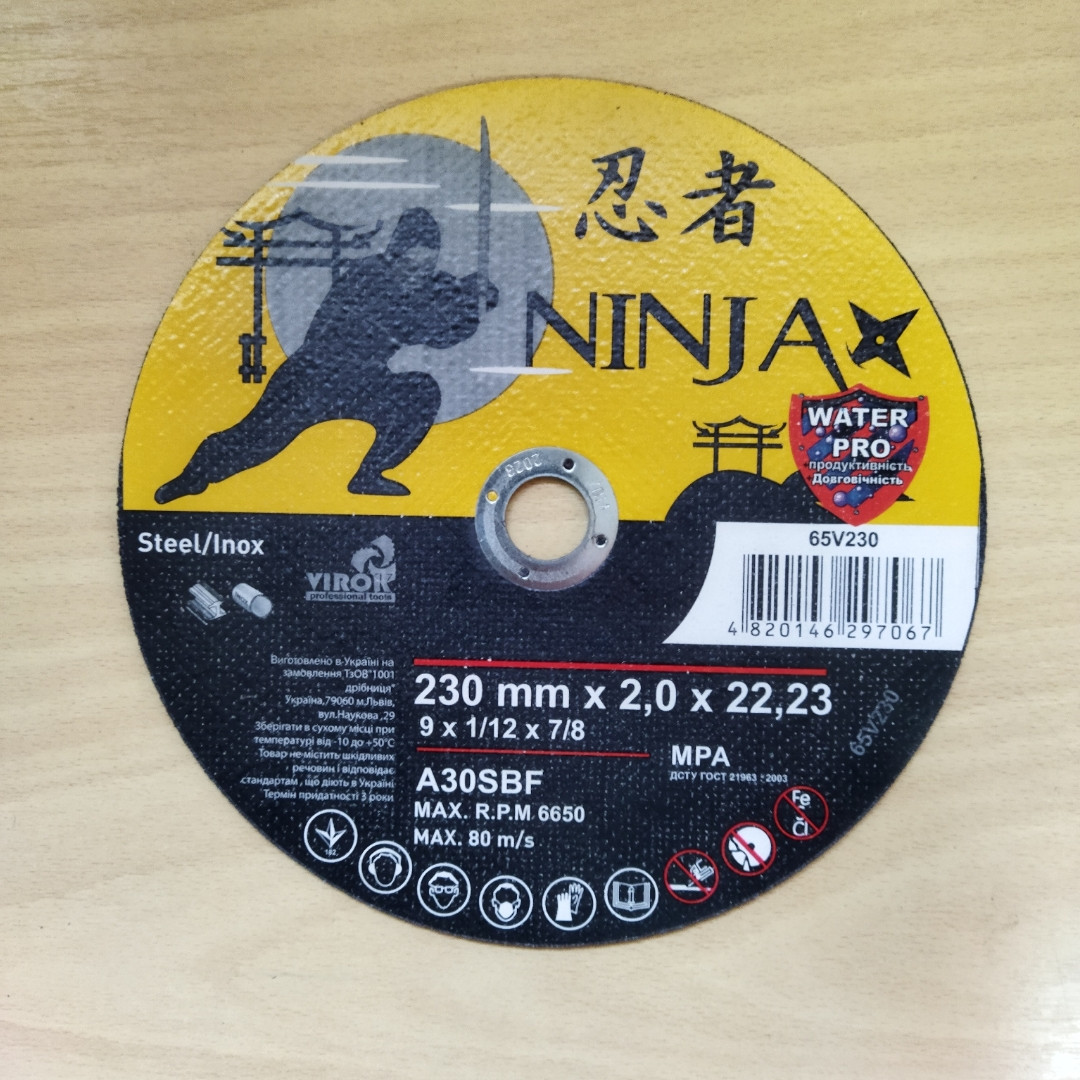 忍者
NINJA
WATER
PRO
продуктивність
Довговічність
Steel/Inox
VIROK
professional tools
65V230
4 820146 297067
Виготовлено в Україні на
замовлення ТзОВ"1001
дрібниця"
Україна,79060 м.Львів,
вул.Наукова ,29
Зберігати в сухому місці при
температурі від -10 до +50°C
Товар не містить шкідливих
речовин і відповідає
стандартам , що діють в Україні
Термін придатності 3 роки
230 mm x 2,0 x 22,23
9 x 1/12 x 7/8
A30SBF
MAX. R.P.M 6650
MAX. 80 m/s
MPA
ДСТУ ГОСТ 21963 - 2003
65V230
182
Fe
Čl